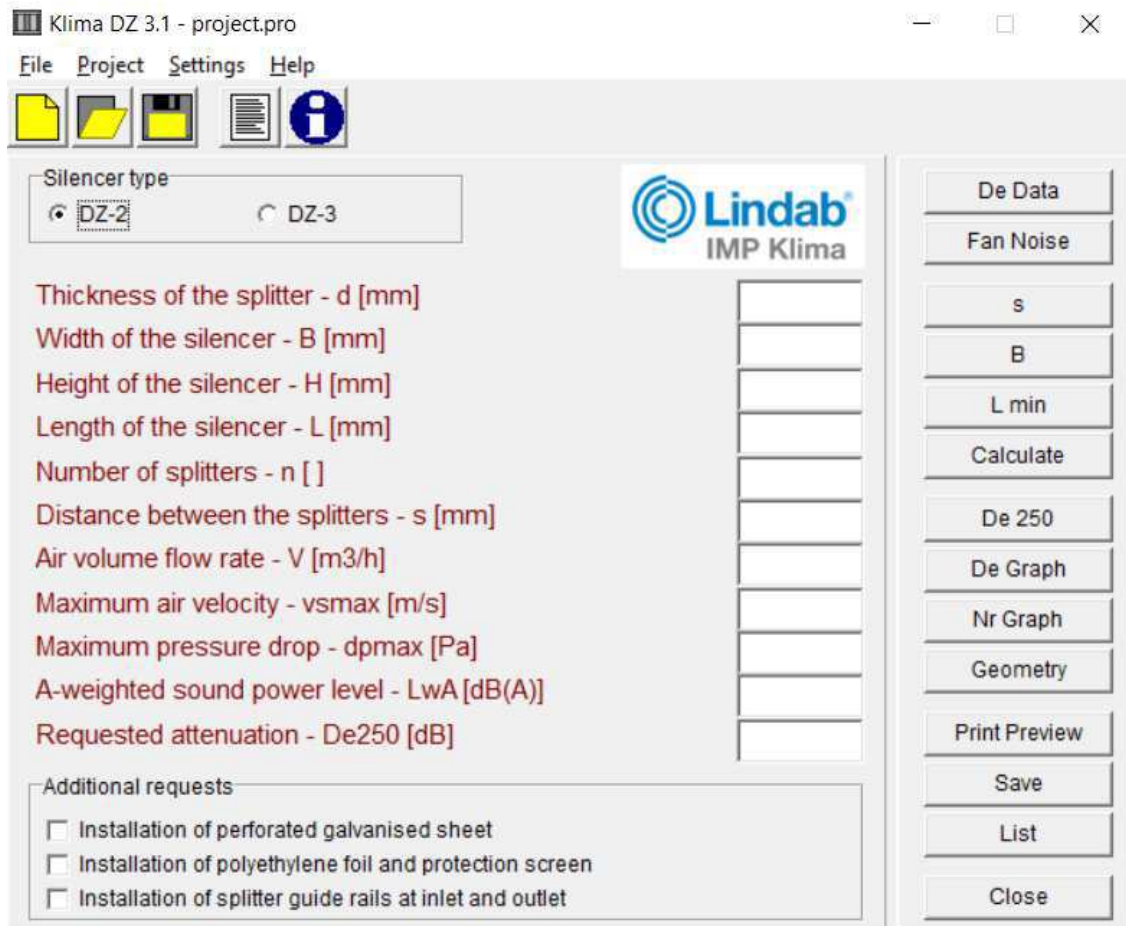 Klima DZ 3.1 - project.pro
File Project Settings Help
Silencer type
DZ-2 DZ-3
Lindab®
IMP Klima
Thickness of the splitter - d [mm]
Width of the silencer - B [mm]
Height of the silencer - H [mm]
Length of the silencer - L [mm]
Number of splitters - n [ ]
Distance between the splitters - s [mm]
Air volume flow rate - V [m3/h]
Maximum air velocity - vsmax [m/s]
Maximum pressure drop - dpmax [Pa]
A-weighted sound power level - LwA [dB(A)]
Requested attenuation - De250 [dB]
Additional requests
Installation of perforated galvanised sheet
Installation of polyethylene foil and protection screen
Installation of splitter guide rails at inlet and outlet
De Data
Fan Noise
s
B
L min
Calculate
De 250
De Graph
Nr Graph
Geometry
Print Preview
Save
List
Close